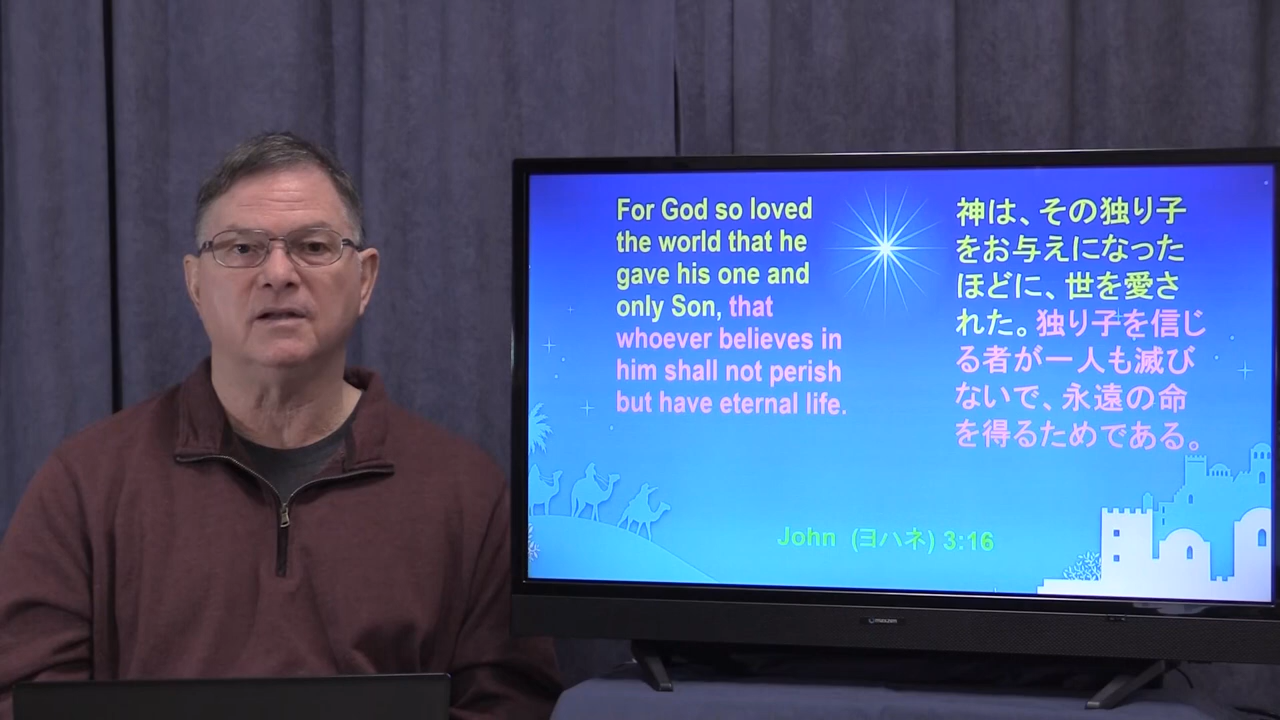 For God so loved
the world that he
gave his one and
only Son, that
whoever believes in
him shall not perish
but have eternal life.
神は、その独り子
をお与えになった
ほどに、世を愛さ
れた。独り子を信じ
る者が一人も滅び
ないで、永遠の命
を得るためである。
John (ヨハネ) 3:16
maxzen